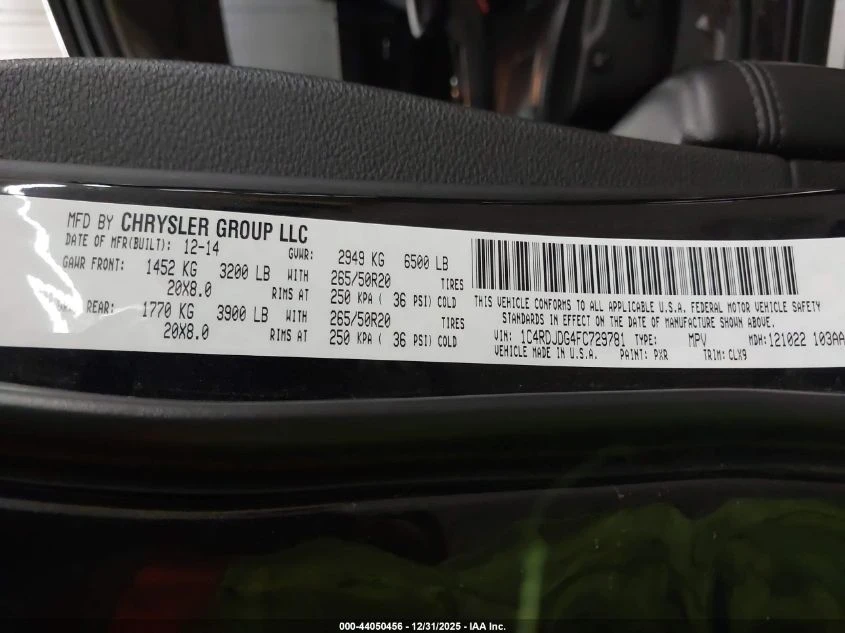 MFD BY CHRYSLER GROUP LLC
DATE OF MFR(BUILT): 12-14 GVWR: 2949 KG 6500 LB
GAWR FRONT: 1452 KG 3200 LB WITH 265/50R20 TIRES
20X8.0 RIMS AT 250 KPA ( 36 PSI) COLD
REAR: 1770 KG 3900 LB WITH 265/50R20 TIRES
20X8.0 RIMS AT 250 KPA ( 36 PSI) COLD
THIS VEHICLE CONFORMS TO ALL APPLICABLE U.S.A. FEDERAL MOTOR VEHICLE SAFETY
STANDARDS IN EFFECT ON THE DATE OF MANUFACTURE SHOWN ABOVE.
VIN: 1C4RDJDG4FC729781 TYPE: MPV MDH:121022 103AA
VEHICLE MADE IN U.S.A. PAINT: PXR TRIM: CLX9
000-44050456 - 12/31/2025 - IAA Inc.